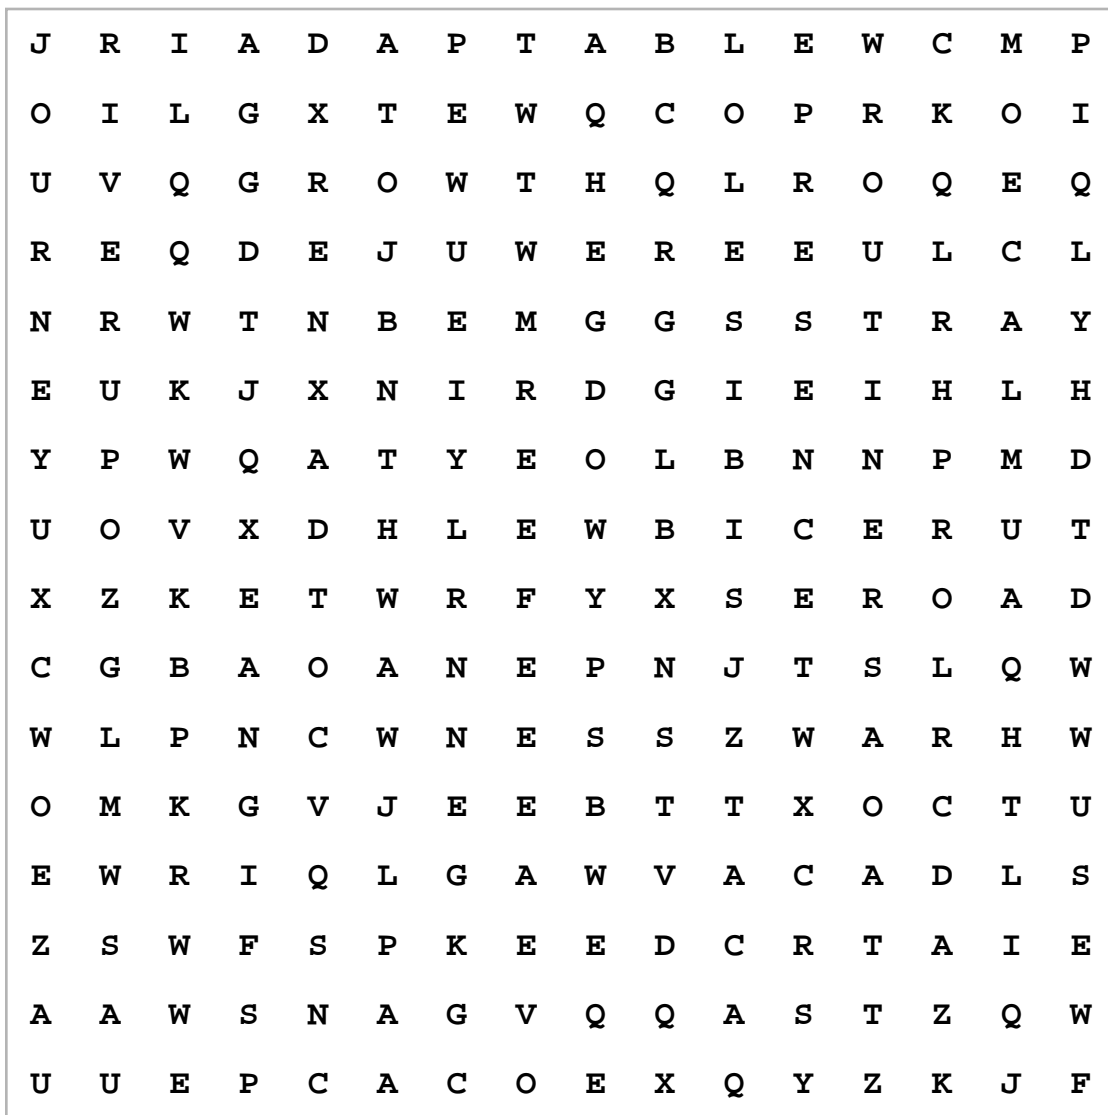 J R I A D A P T A B L E W C M P
O I L G X T E W Q C O P R K O I
U V Q G R O W T H Q L R O Q E Q
R E Q D E J U W E R E E U L C L
N R W T N B E M G G S S T R A Y
E U K J X N I R D G I E I H L H
Y P W Q A T Y E O L B N N P M D
U O V X D H L E W B I C E R U T
X Z K E T W R F Y X S E R O A D
C G B A O A N E P N J T S L Q W
W L P N C W N E S S Z W A R H W
O M K G V J E E B T T X O C T U
E W R I Q L G A W V A C A D L S
Z S W F S P K E E D C R T A I E
A A W S N A G V Q Q A S T Z Q W
U U E P C A C O E X Q Y Z K J F